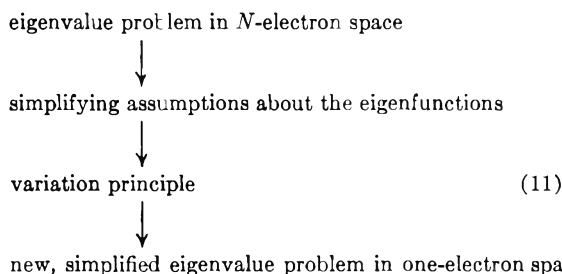 eigenvalue problem in N-electron space
simplifying assumptions about the eigenfunctions
variation principle (11)
new, simplified eigenvalue problem in one-electron spa